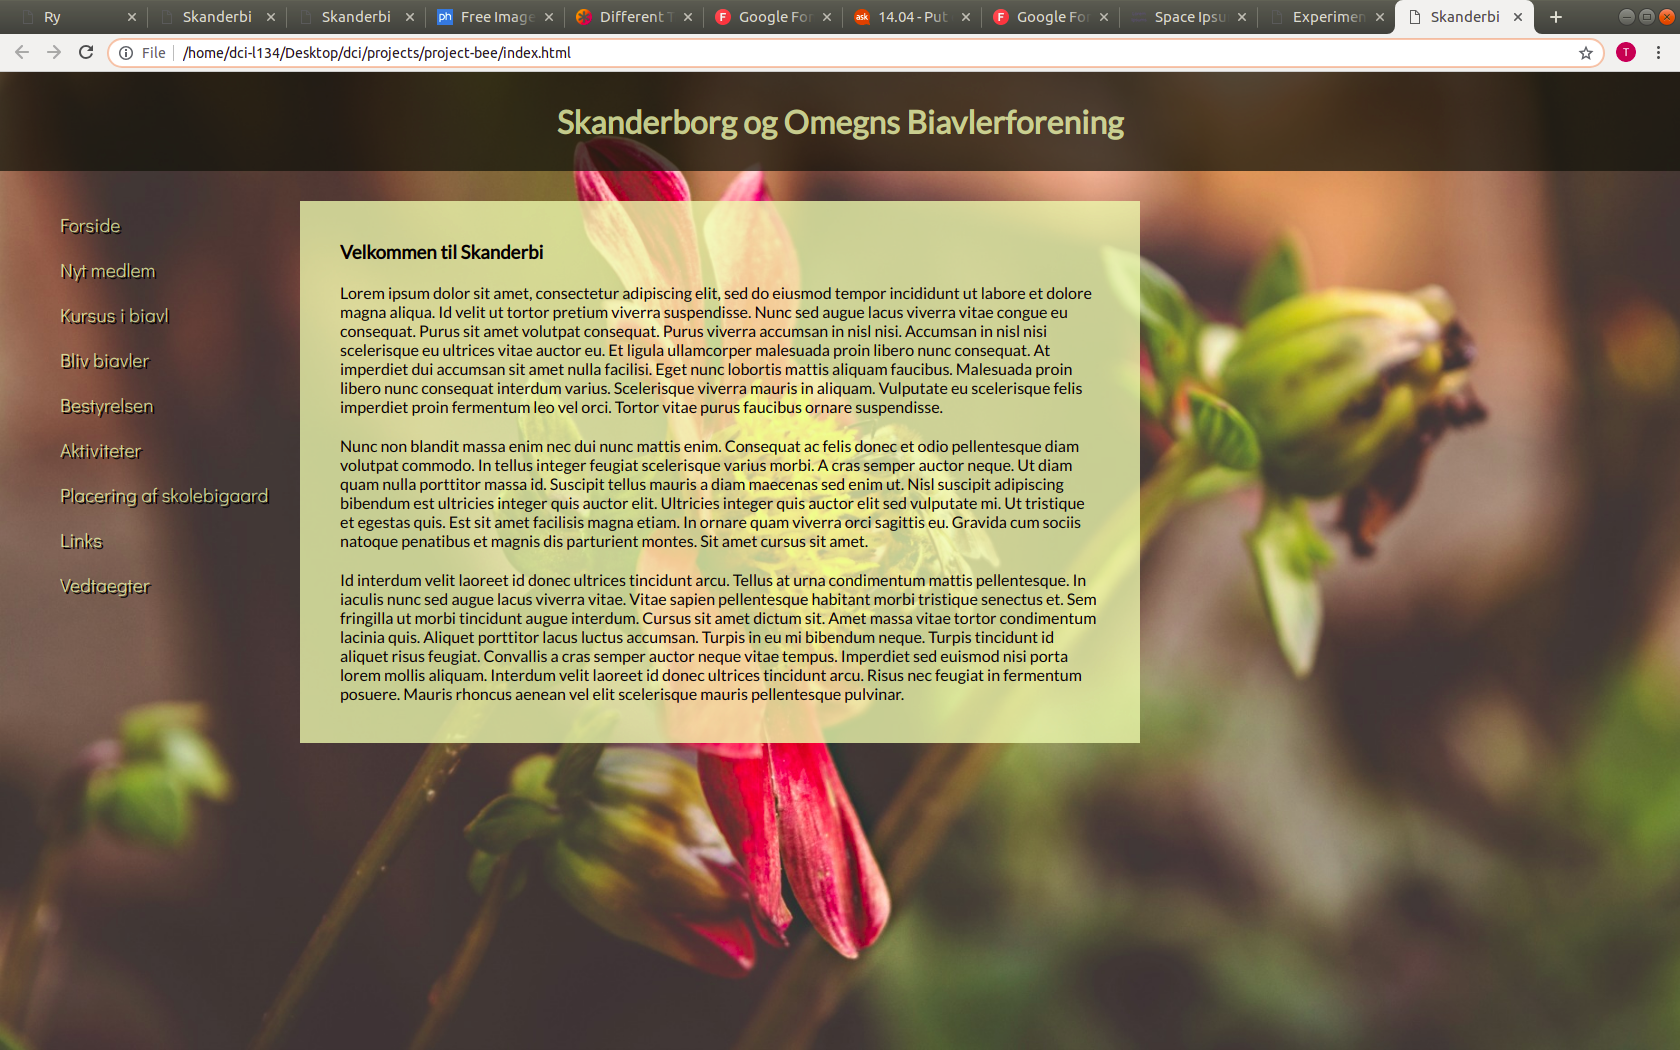 Ry
Skanderbi
Skanderbi
Free Image
Different T
Google For
14.04 - Put
Google For
Space Ipsu
Experimen
Skanderbi
File
/home/dci-l134/Desktop/dci/projects/project-bee/index.html
T
Skanderborg og Omegns Biavlerforening
Forside
Nyt medlem
Kursus i biavl
Bliv biavler
Bestyrelsen
Aktiviteter
Placering af skolebigaard
Links
Vedtaegter
Velkommen til Skanderbi
Lorem ipsum dolor sit amet, consectetur adipiscing elit, sed do eiusmod tempor incididunt ut labore et dolore
magna aliqua. Id velit ut tortor pretium viverra suspendisse. Nunc sed augue lacus viverra vitae congue eu
consequat. Purus sit amet volutpat consequat. Purus viverra accumsan in nisl nisi. Accumsan in nisl nisi
scelerisque eu ultrices vitae auctor eu. Et ligula ullamcorper malesuada proin libero nunc consequat. At
imperdiet dui accumsan sit amet nulla facilisi. Eget nunc lobortis mattis aliquam faucibus. Malesuada proin
libero nunc consequat interdum varius. Scelerisque viverra mauris in aliquam. Vulputate eu scelerisque felis
imperdiet proin fermentum leo vel orci. Tortor vitae purus faucibus ornare suspendisse.
Nunc non blandit massa enim nec dui nunc mattis enim. Consequat ac felis donec et odio pellentesque diam
volutpat commodo. In tellus integer feugiat scelerisque varius morbi. A cras semper auctor neque. Ut diam
quam nulla porttitor massa id. Suscipit tellus mauris a diam maecenas sed enim ut. Nisl suscipit adipiscing
bibendum est ultricies integer quis auctor elit. Ultricies integer quis auctor elit sed vulputate mi. Ut tristique
et egestas quis. Est sit amet facilisis magna etiam. In ornare quam viverra orci sagittis eu. Gravida cum sociis
natoque penatibus et magnis dis parturient montes. Sit amet cursus sit amet.
Id interdum velit laoreet id donec ultrices tincidunt arcu. Tellus at urna condimentum mattis pellentesque. In
iaculis nunc sed augue lacus viverra vitae. Vitae sapien pellentesque habitant morbi tristique senectus et. Sem
fringilla ut morbi tincidunt augue interdum. Cursus sit amet dictum sit. Amet massa vitae tortor condimentum
lacinia quis. Aliquet porttitor lacus luctus accumsan. Turpis in eu mi bibendum neque. Turpis tincidunt id
aliquet risus feugiat. Convallis a cras semper auctor neque vitae tempus. Imperdiet sed euismod nisi porta
lorem mollis aliquam. Interdum velit laoreet id donec ultrices tincidunt arcu. Risus nec feugiat in fermentum
posuere. Mauris rhoncus aenean vel elit scelerisque mauris pellentesque pulvinar.